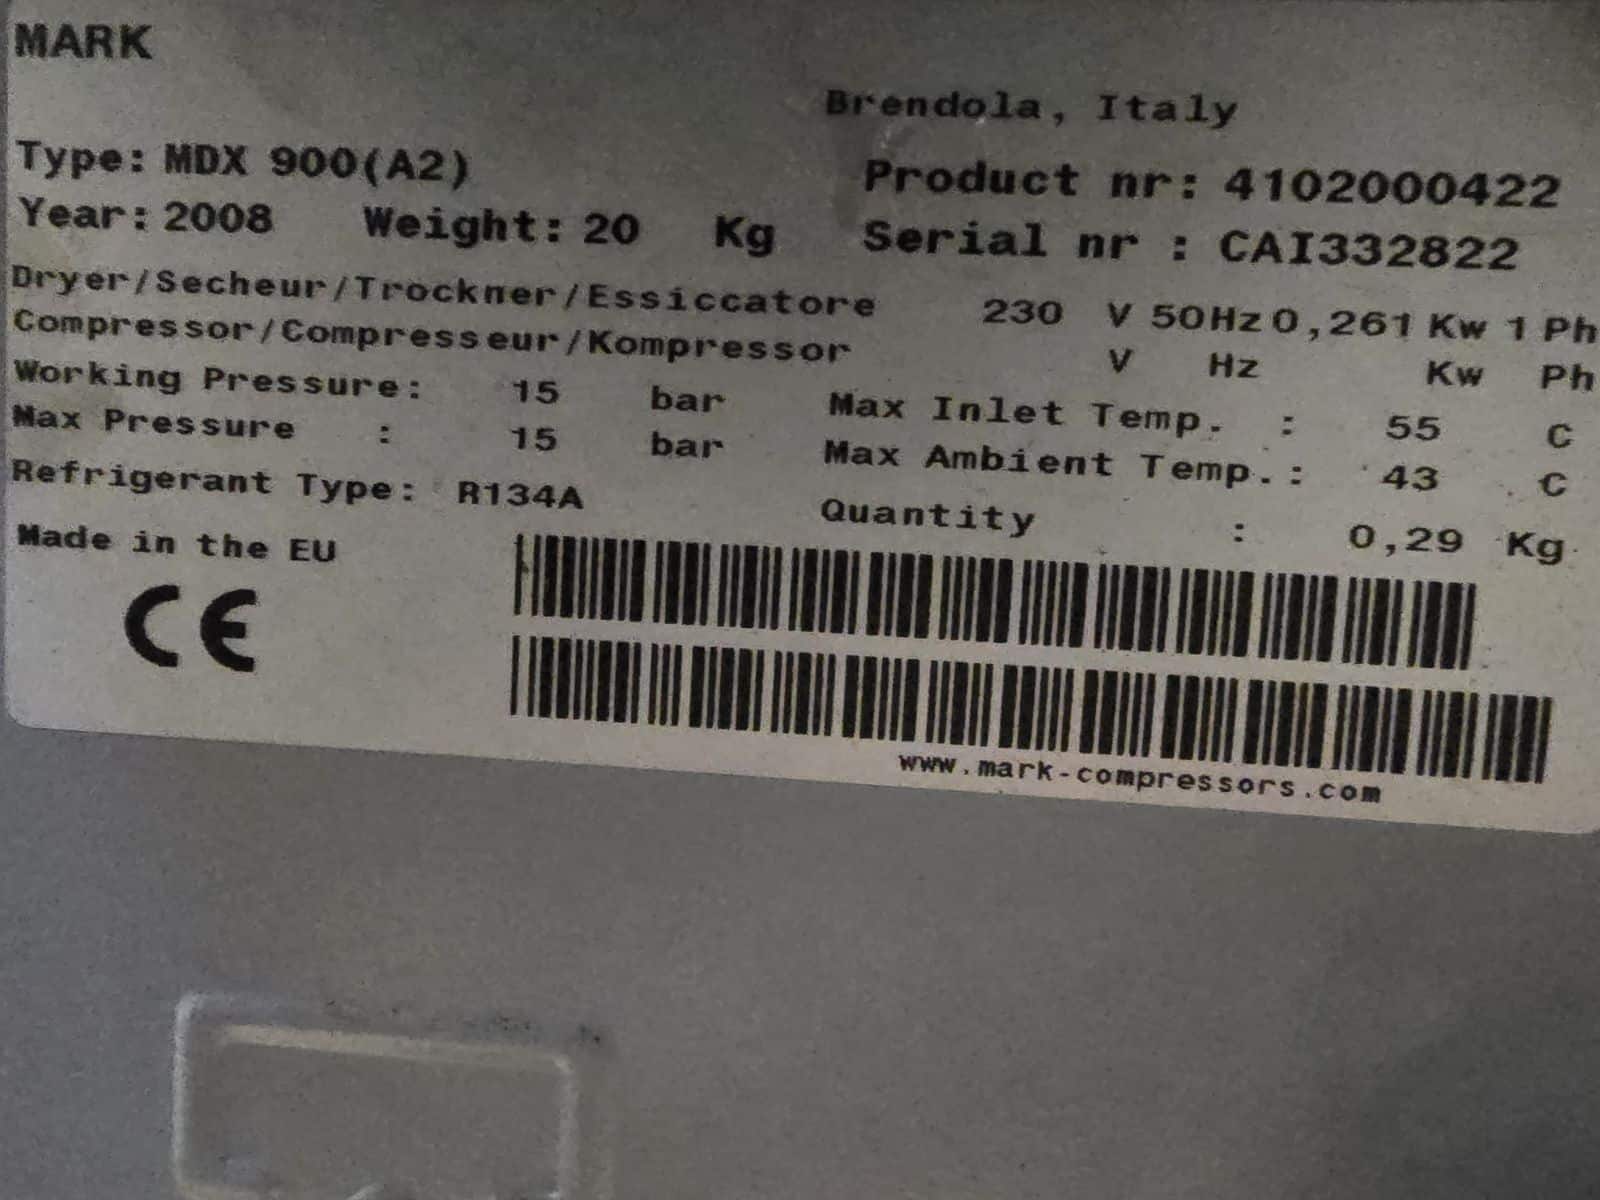 MARK
Brendola, Italy
Type: MDX 900(A2) Product nr: 4102000422
Year: 2008 Weight: 20 Kg Serial nr : CAI332822
Dryer/Secheur/Trockner/Essiccatore 230 V 50Hz 0,261 Kw 1 Ph
Compressor/Compresseur/Kompressor V Hz Kw Ph
Working Pressure: 15 bar Max Inlet Temp. : 55 C
Max Pressure : 15 bar Max Ambient Temp.: 43 C
Refrigerant Type: R134A Quantity : 0,29 Kg
Made in the EU
CE
www.mark-compressors.com